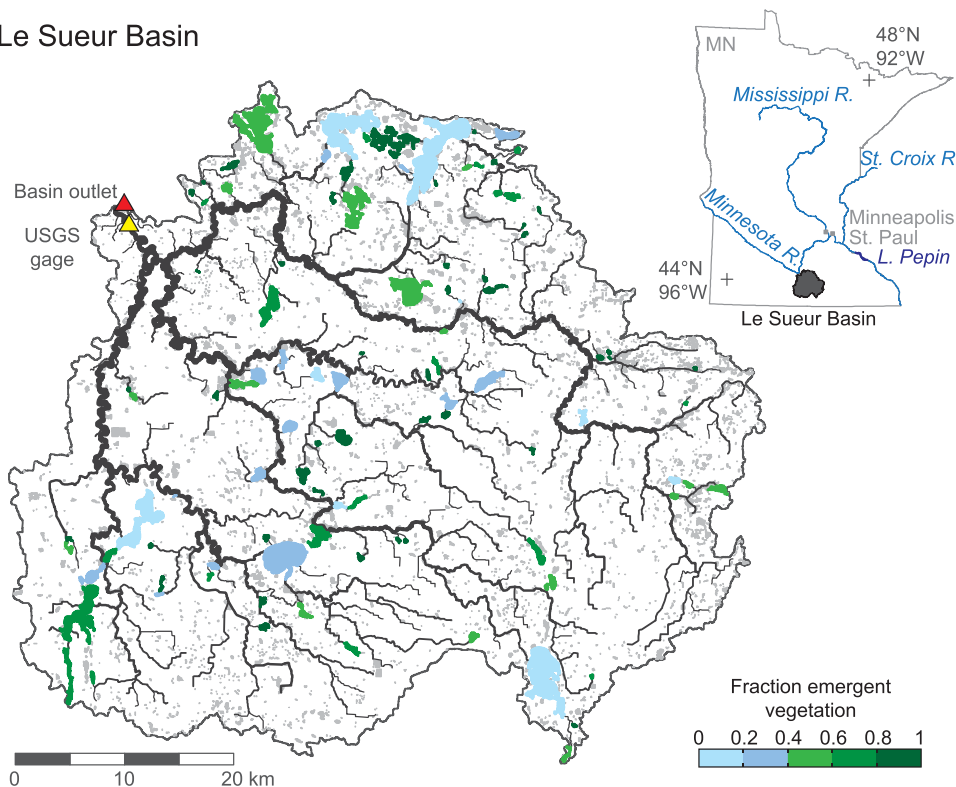 Le Sueur Basin
MN
48°N
92°W
Mississippi R.
St. Croix R
Minneapolis
St. Paul
Minnesota R.
L. Pepin
44°N
96°W
Le Sueur Basin
Basin outlet
USGS
gage
Fraction emergent
vegetation
0 0.2 0.4 0.6 0.8 1
0 10 20 km